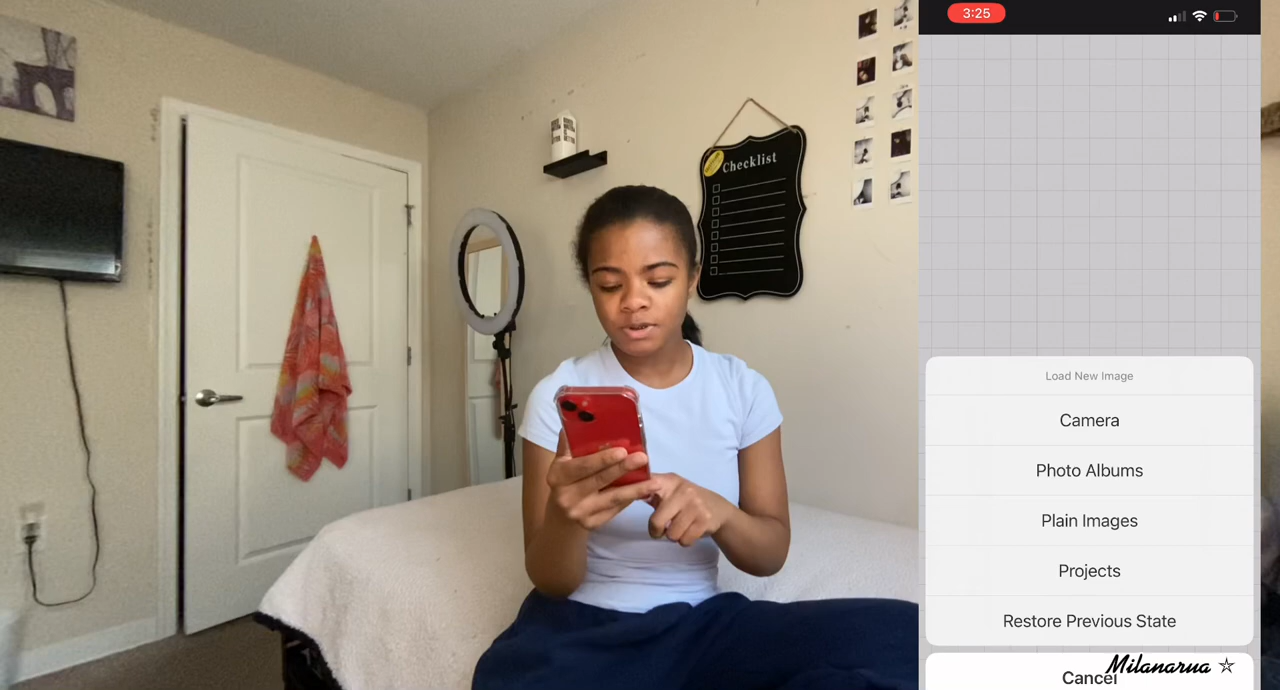 Checklist
3:25
Load New Image
Camera
Photo Albums
Plain Images
Projects
Restore Previous State
Cancel
Milanarua ☆